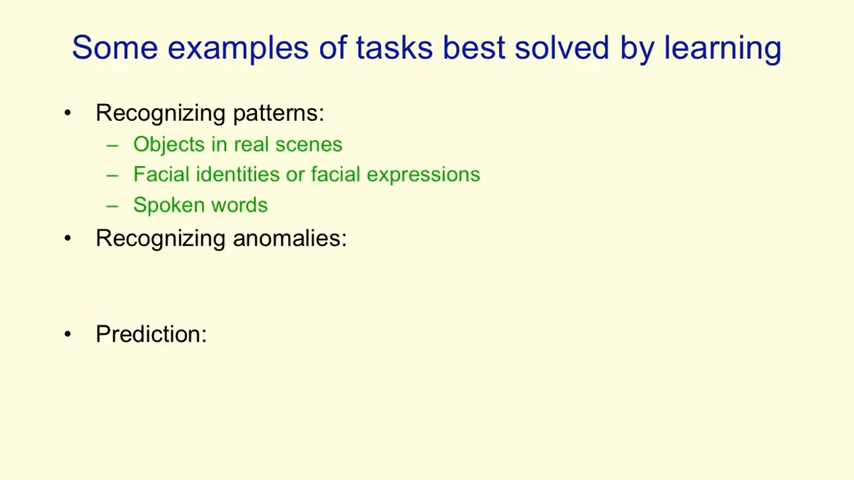 Some examples of tasks best solved by learning
• Recognizing patterns:
– Objects in real scenes
– Facial identities or facial expressions
– Spoken words
• Recognizing anomalies:
• Prediction: